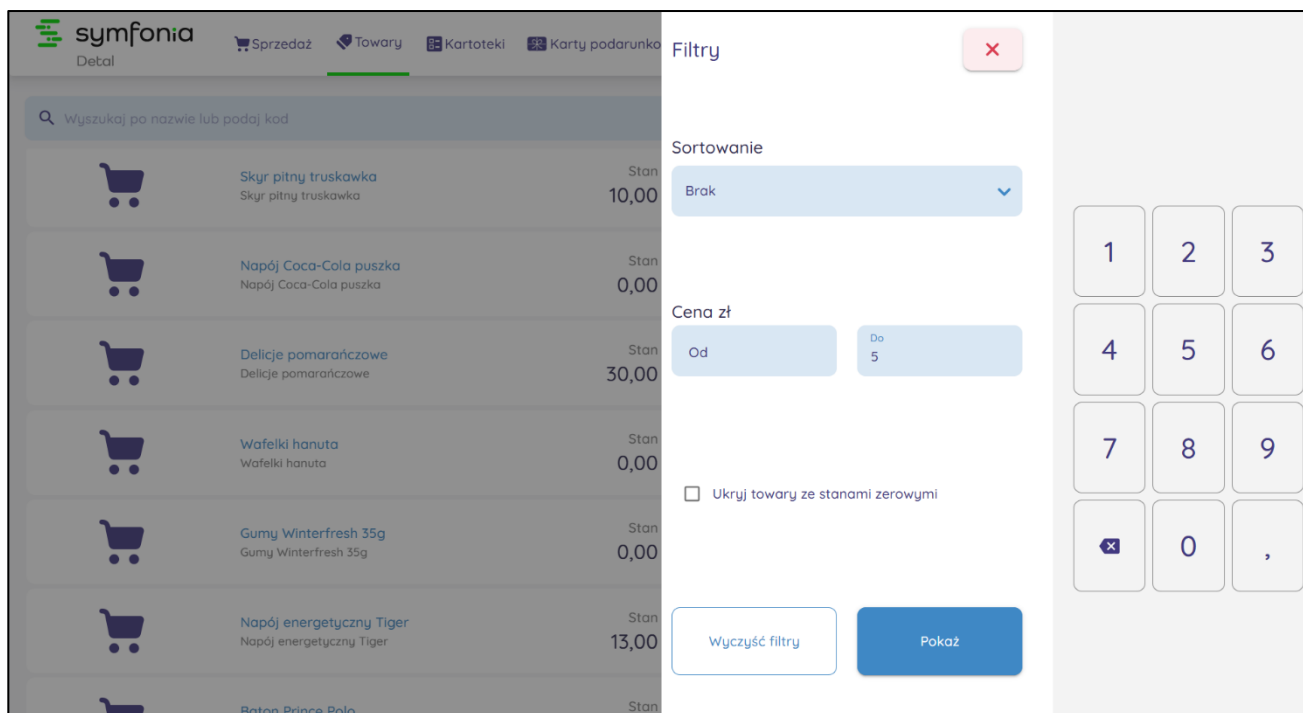 symfonia
Detal
Sprzedaż
Towary
Kartoteki
Karty podarunko
Wyszukaj po nazwie lub podaj kod
Skyr pitny truskawka
Skyr pitny truskawka
Stan
10,00
Napój Coca-Cola puszka
Napój Coca-Cola puszka
Stan
0,00
Delicje pomarańczowe
Delicje pomarańczowe
Stan
30,00
Wafelki hanuta
Wafelki hanuta
Stan
0,00
Gumy Winterfresh 35g
Gumy Winterfresh 35g
Stan
0,00
Napój energetyczny Tiger
Napój energetyczny Tiger
Stan
13,00
Baton Prince Polo
Stan
Filtry
Sortowanie
Brak
Cena zł
Od
Do
5
Ukryj towary ze stanami zerowymi
Wyczyść filtry
Pokaż
1 2 3
4 5 6
7 8 9
0 ,